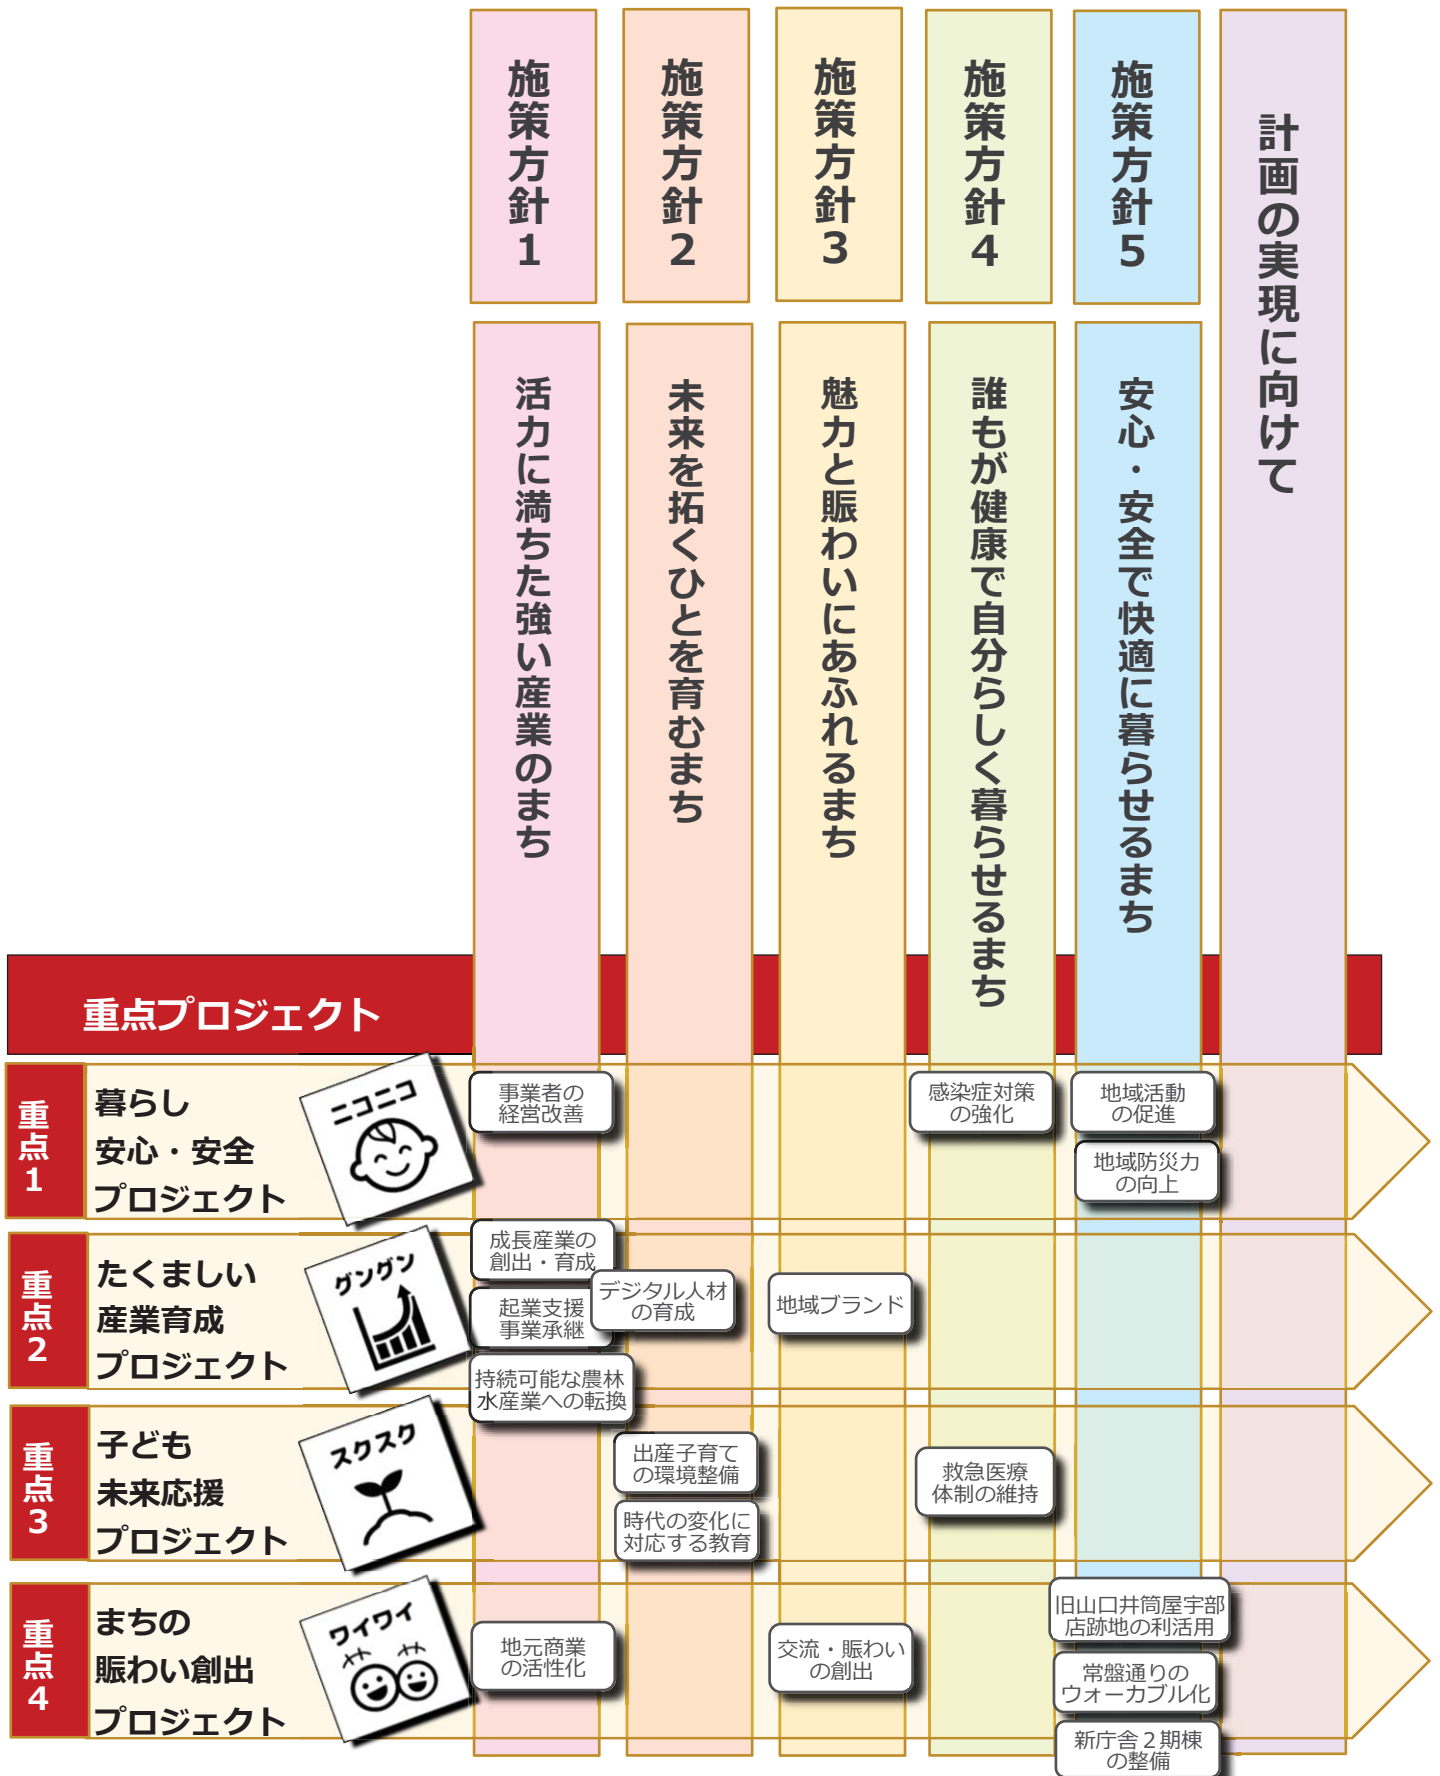 施策方針1
施策方針2
施策方針3
施策方針4
施策方針5
計画の実現に向けて
活力に満ちた強い産業のまち
未来を拓くひとを育むまち
魅力と賑わいにあふれるまち
誰もが健康で自分らしく暮らせるまち
安心・安全で快適に暮らせるまち
重点プロジェクト
重点1
暮らし
安心・安全
プロジェクト
ニコニコ
事業者の
経営改善
感染症対策
の強化
地域活動
の促進
地域防災力
の向上
重点2
たくましい
産業育成
プロジェクト
グングン
成長産業の
創出・育成
起業支援
事業承継
持続可能な農林
水産業への転換
デジタル人材
の育成
地域ブランド
重点3
子ども
未来応援
プロジェクト
スクスク
出産子育て
の環境整備
時代の変化に
対応する教育
救急医療
体制の維持
重点4
まちの
賑わい創出
プロジェクト
ワイワイ
地元商業
の活性化
交流・賑わい
の創出
旧山口井筒屋宇部
店跡地の利活用
常盤通りの
ウォーカブル化
新庁舎２期棟
の整備